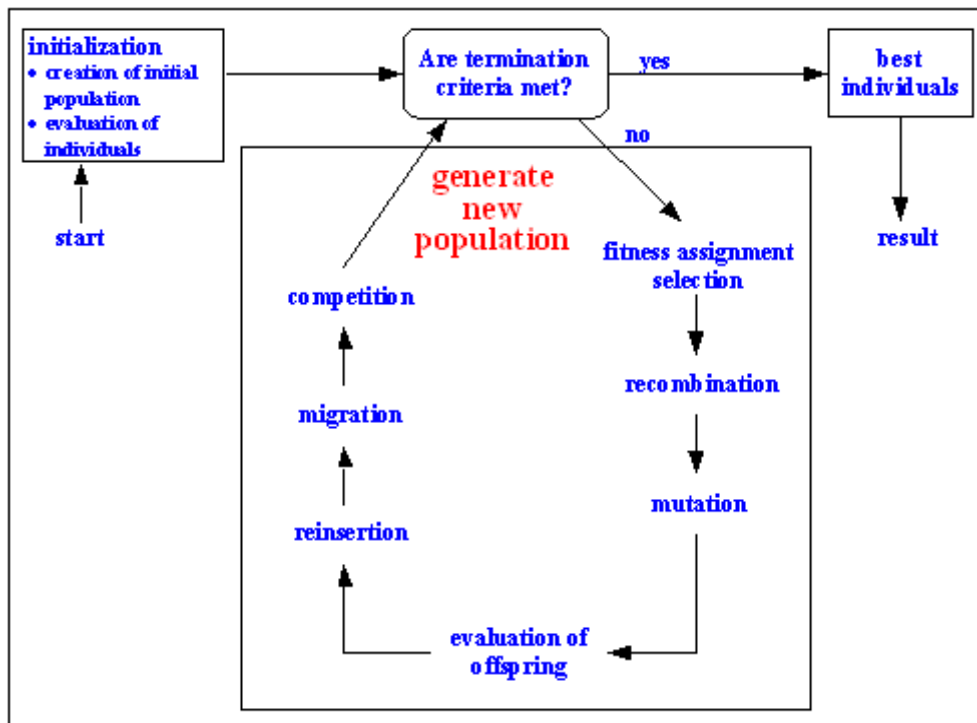 initialization
• creation of initial
population
• evaluation of
individuals
start
Are termination
criteria met?
yes
best
individuals
result
no
generate
new
population
fitness assignment
selection
recombination
mutation
evaluation of
offspring
reinsertion
migration
competition